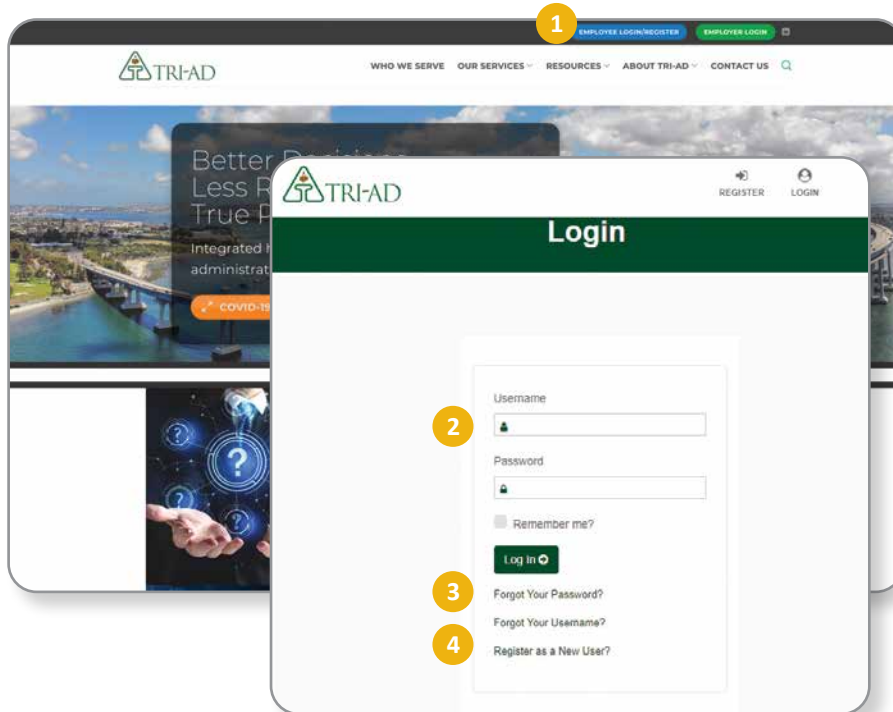 1
EMPLOYEE LOGIN/REGISTER EMPLOYER LOGIN
TRI-AD
WHO WE SERVE OUR SERVICES RESOURCES ABOUT TRI-AD CONTACT US
Better Decisions
Less R
True P
Integrated h
administrat
COVID-19
TRI-AD
REGISTER LOGIN
Login
Username
2
Password
Remember me?
Log In
3 Forgot Your Password?
Forgot Your Username?
4 Register as a New User?
? ? ? ?